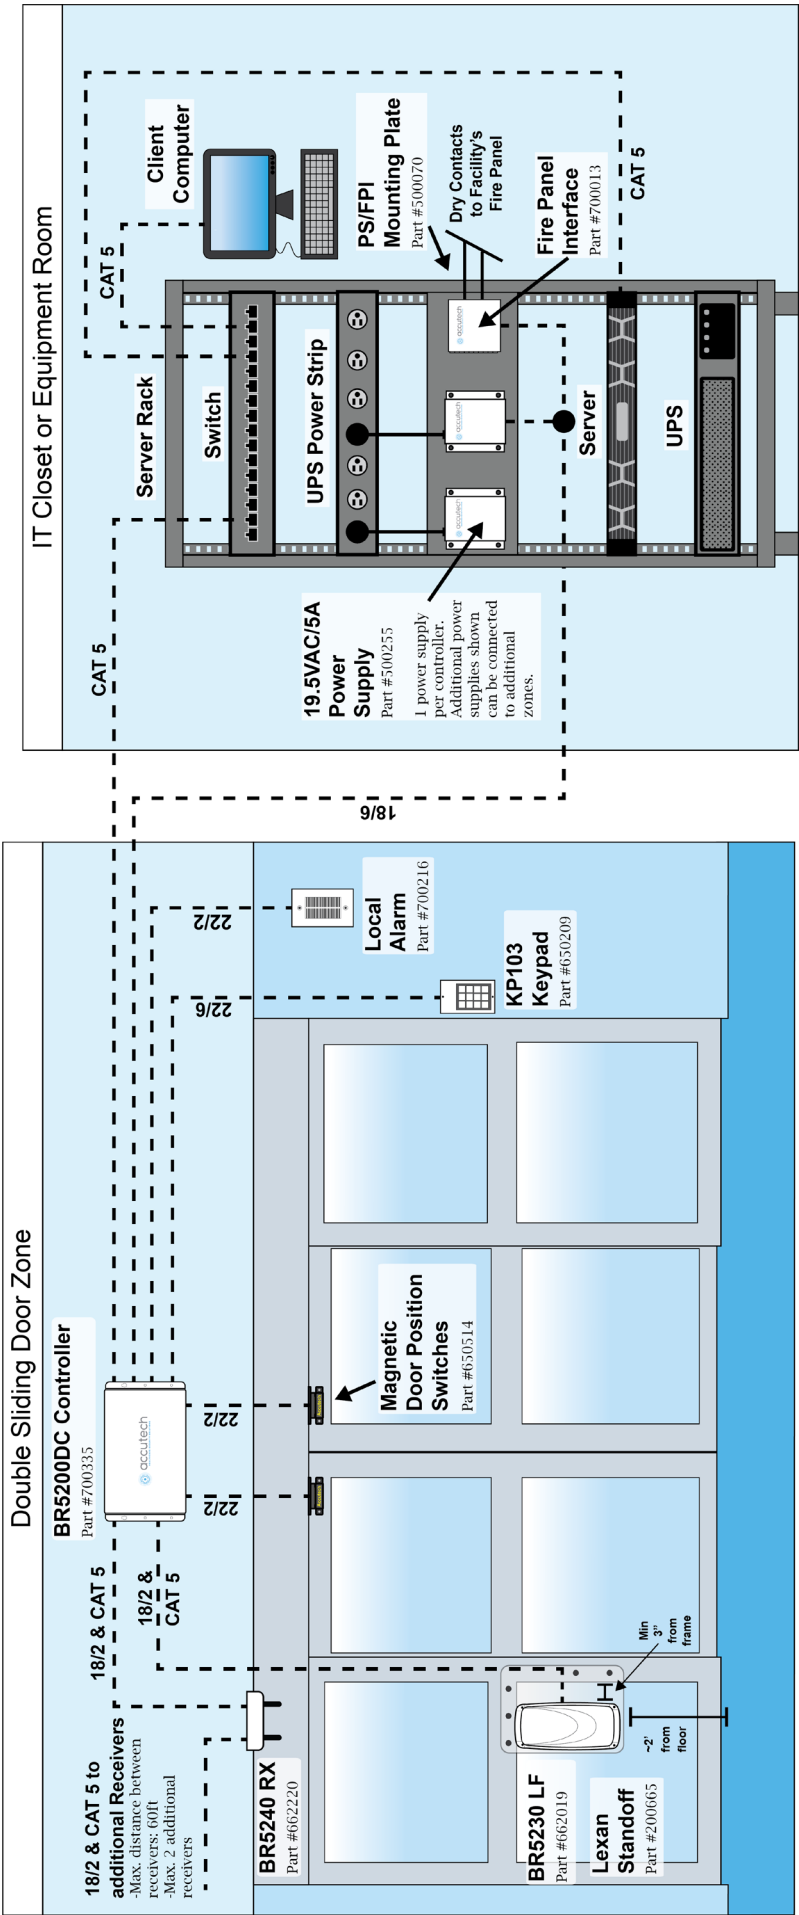 Double Sliding Door Zone
BR5200DC Controller
Part #700335
accutech
18/2 & CAT 5 to
additional Receivers
-Max. distance between
receivers: 60ft
-Max. 2 additional
receivers
18/2 & CAT 5
18/2 &
CAT 5
22/2
22/2
22/6
22/2
BR5240 RX
Part #662220
Accutech
Accutech
Magnetic
Door Position
Switches
Part #650514
Local
Alarm
Part #700216
KP103
Keypad
Part #650209
BR5230 LF
Part #662019
Lexan
Standoff
Part #200665
~2'
from
floor
Min
3"
from
frame
18/6
IT Closet or Equipment Room
CAT 5
Server Rack
CAT 5
Client
Computer
Switch
UPS Power Strip
19.5VAC/5A
Power
Supply
Part #500255
1 power supply
per controller.
Additional power
supplies shown
can be connected
to additional
zones.
accutech
accutech
accutech
PS/FPI
Mounting Plate
Part #500070
Dry Contacts
to Facility's
Fire Panel
Fire Panel
Interface
Part #700013
Server
CAT 5
UPS